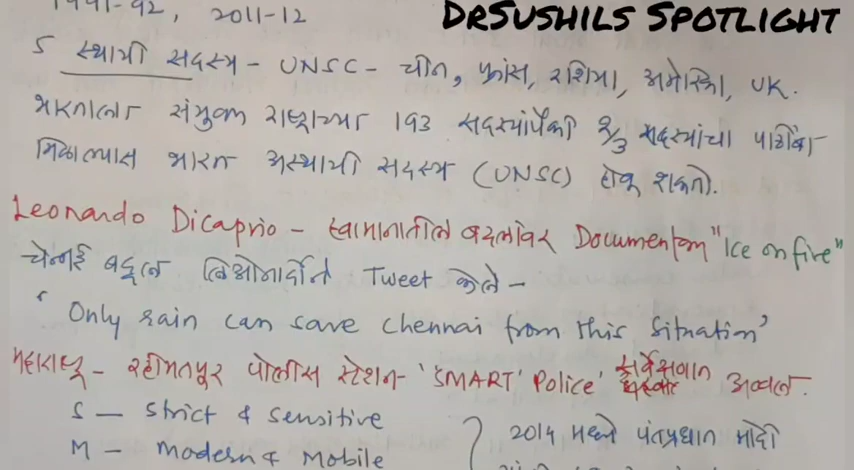 1991-92, 2011-12
DRSUSHILS SPOTLIGHT
5 स्थायी सदस्य - UNSC - चीन, फ्रांस, रशिया, अमेरिका, UK.
भारताला संयुक्त राष्ट्राच्या 193 सदस्यांपैकी 2/3 सदस्यांचा पाठिंबा
मिळाल्यास भारत अस्थायी सदस्य (UNSC) होऊ शकतो.
Leonardo Dicaprio - हवामानातील बदलांवर Documentary "Ice on fire"
चेन्नई बद्दल लिओनार्दोने Tweet केले -
'Only rain can save Chennai from this situation'
महाराष्ट्र - रहीमतपूर पोलीस स्टेशन - 'SMART' Police' अव्वल.
S - Strict & Sensitive
M - Modern & Mobile
2014 मध्ये पंतप्रधान मोदी